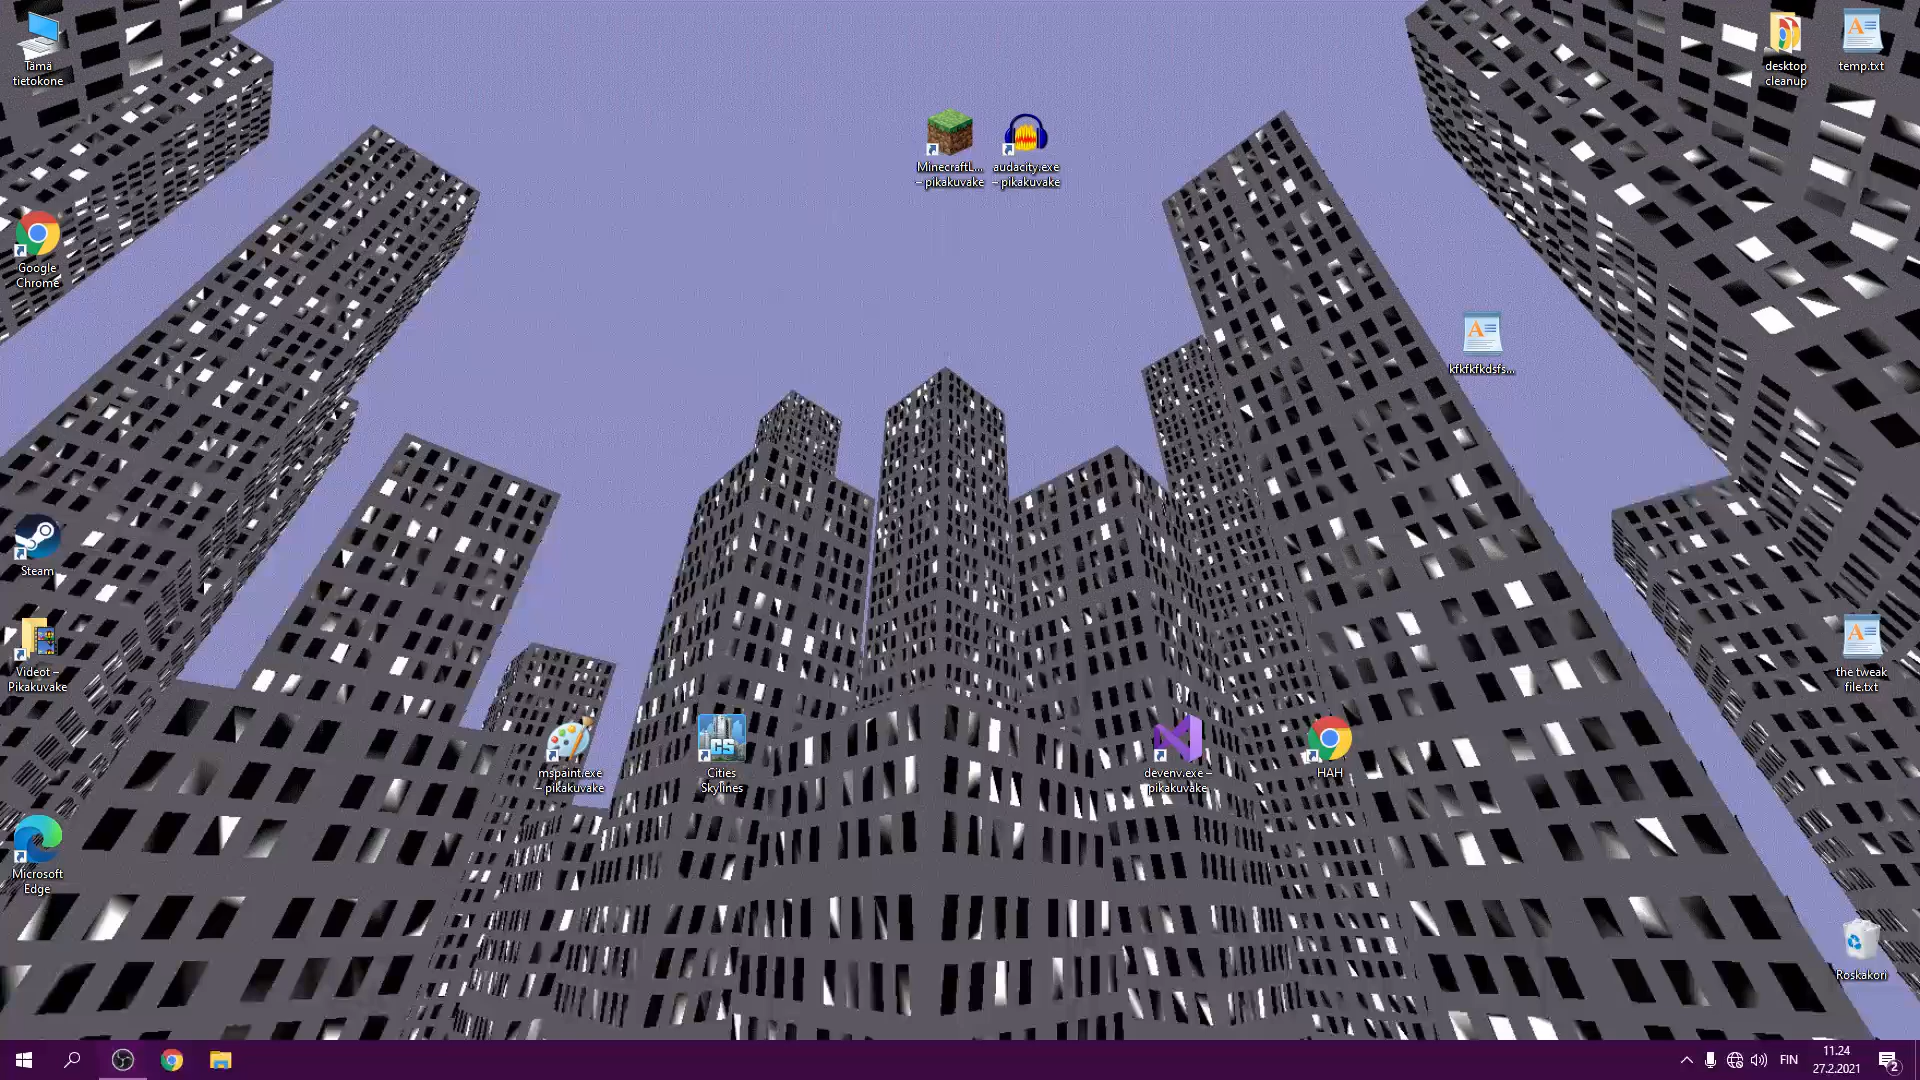 Tämä
tietokone
desktop
cleanup
temp.txt
MinecraftL...
– pikakuvake
audacity.exe
– pikakuvake
Google
Chrome
kfkfkfkdsfs...
Steam
Videot –
Pikakuvake
the tweak
file.txt
mspaint.exe
– pikakuvake
CS
Cities
Skylines
devenv.exe –
pikakuvake
HAH
Microsoft
Edge
Roskakori
FIN
11.24
27.2.2021
2